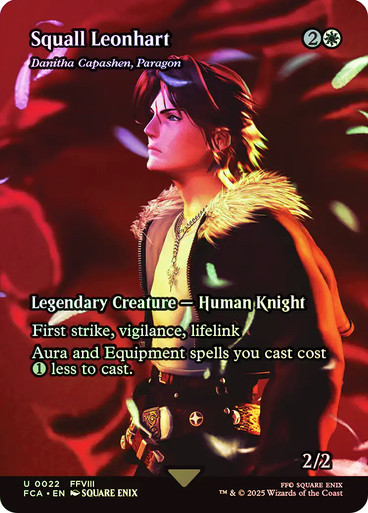 Squall Leonhart 2
Danitha Capashen, Paragon
Legendary Creature — Human Knight
First strike, vigilance, lifelink
Aura and Equipment spells you cast cost
1 less to cast.
2/2
U 0022 FFVIII
FCA • EN SQUARE ENIX
FF© SQUARE ENIX
™ & © 2025 Wizards of the Coast